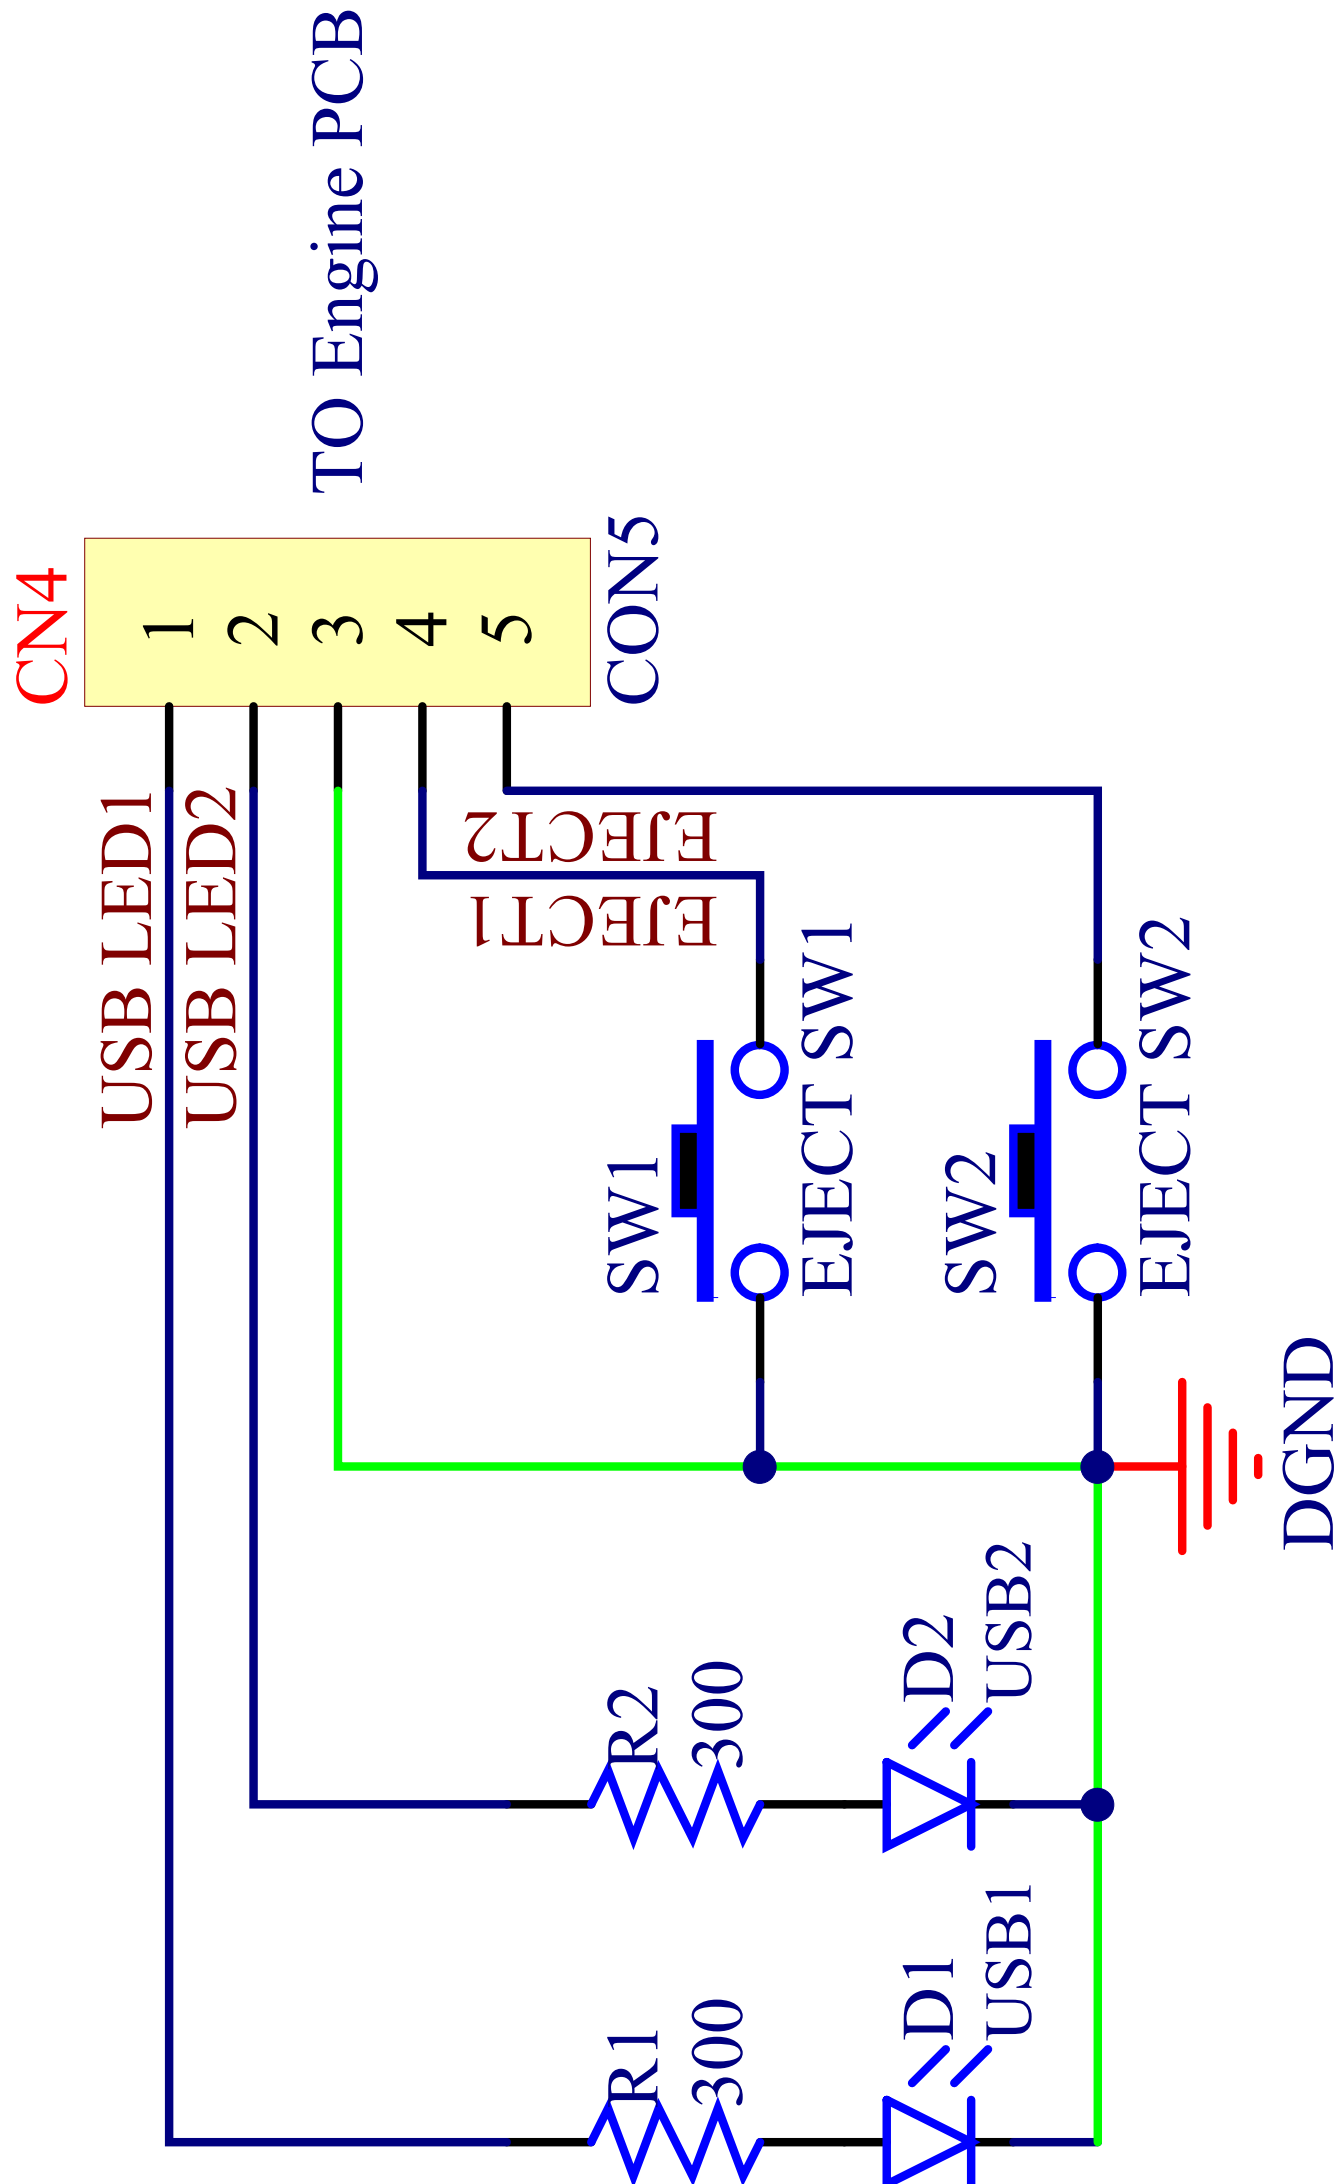 TO Engine PCB
CN4
1
2
3
4
5
CON5
USB LED1
USB LED2
EJECT2
EJECT1
SW1
EJECT SW1
SW2
EJECT SW2
DGND
R2
300
D2
USB2
R1
300
D1
USB1